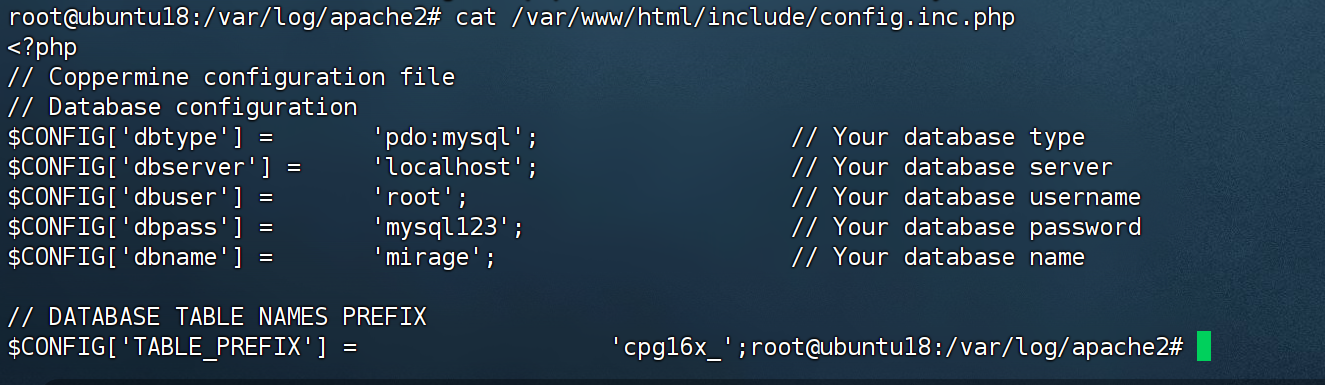 root@ubuntu18:/var/log/apache2# cat /var/www/html/include/config.inc.php
<?php
// Coppermine configuration file
// Database configuration
$CONFIG['dbtype'] =       'pdo:mysql';                  // Your database type
$CONFIG['dbserver'] =     'localhost';                  // Your database server
$CONFIG['dbuser'] =       'root';                       // Your database username
$CONFIG['dbpass'] =       'mysql123';                   // Your database password
$CONFIG['dbname'] =       'mirage';                     // Your database name

// DATABASE TABLE NAMES PREFIX
$CONFIG['TABLE_PREFIX'] =                  'cpg16x_';root@ubuntu18:/var/log/apache2#